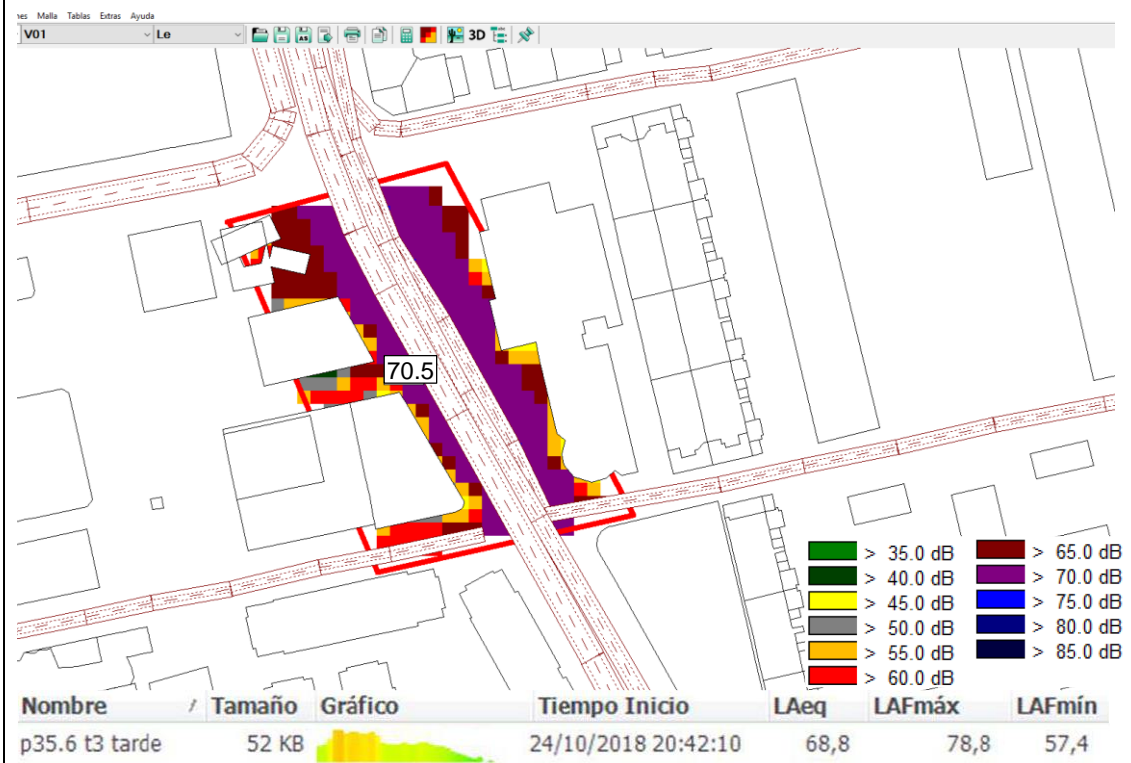 nes Malla Tablas Extras Ayuda
V01 Le AS 3D
70.5
> 35.0 dB > 65.0 dB
> 40.0 dB > 70.0 dB
> 45.0 dB > 75.0 dB
> 50.0 dB > 80.0 dB
> 55.0 dB > 85.0 dB
> 60.0 dB
Nombre / Tamaño Gráfico Tiempo Inicio LAeq LAFmáx LAFmín
p35.6 t3 tarde 52 KB 24/10/2018 20:42:10 68,8 78,8 57,4